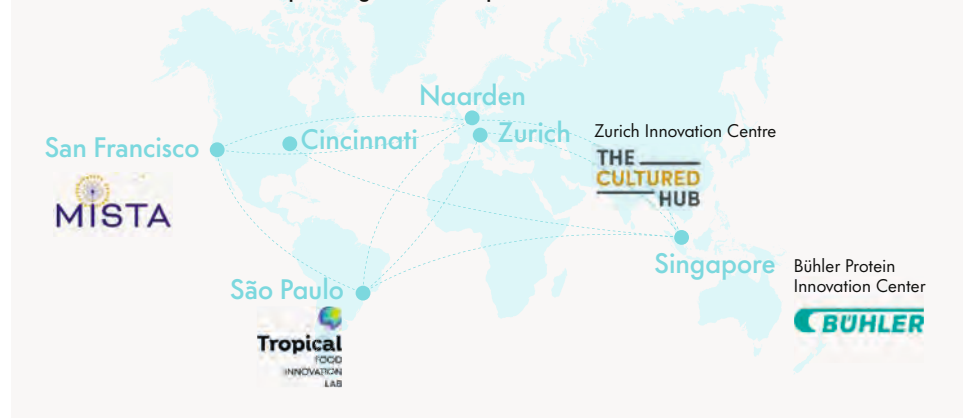 Naarden
San Francisco
Cincinnati
Zurich
Zurich Innovation Centre
THE
CULTURED
HUB
MISTA
Singapore
Bühler Protein
Innovation Center
BÜHLER
São Paulo
Tropical
FOOD
INNOVATION
LAB